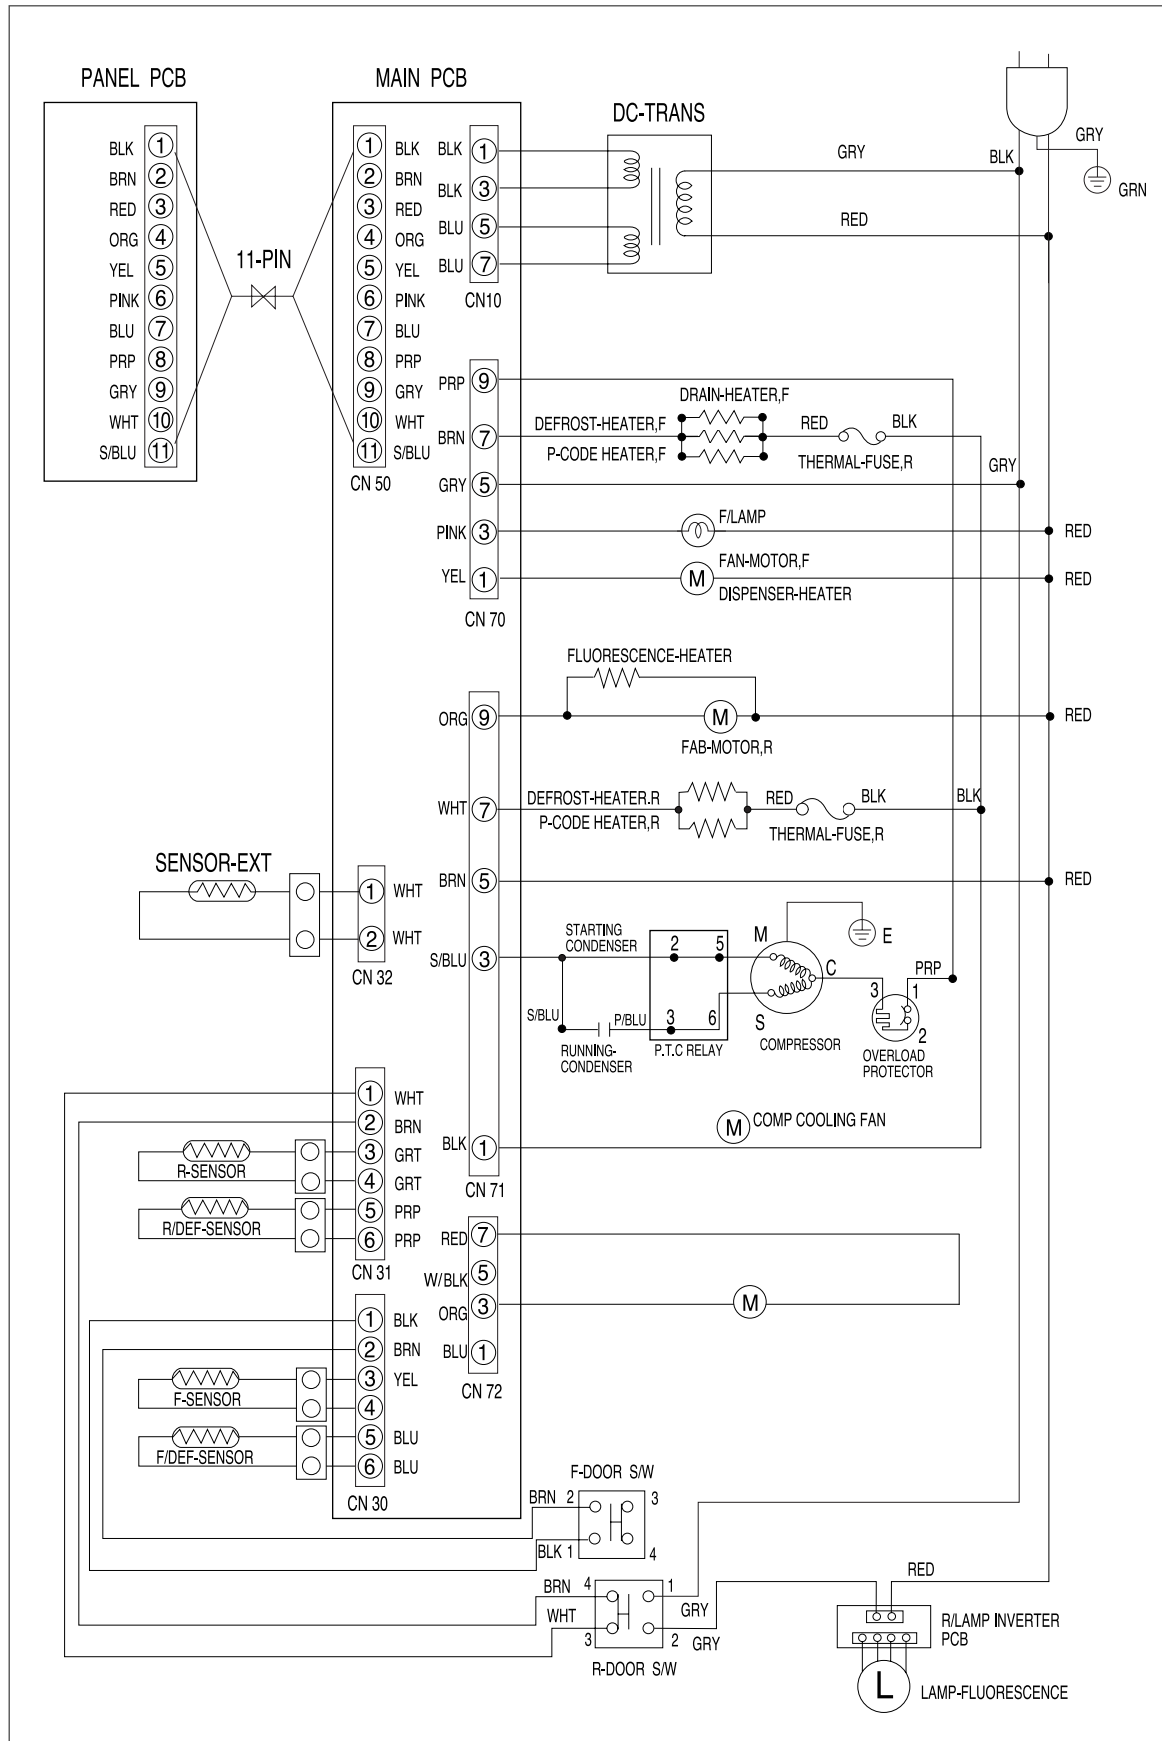 PANEL PCB
BLK 1
BRN 2
RED 3
ORG 4
YEL 5
PINK 6
BLU 7
PRP 8
GRY 9
WHT 10
S/BLU 11
11-PIN
MAIN PCB
1 BLK
2 BRN
3 RED
4 ORG
5 YEL
6 PINK
7 BLU
8 PRP
9 GRY
10 WHT
11 S/BLU
CN 50
BLK 1
BLK 3
BLU 5
BLU 7
CN10
DC-TRANS
GRY
RED
BLK
GRY
GRN
PRP 9
BRN 7
GRY 5
PINK 3
YEL 1
CN 70
DRAIN-HEATER,F
DEFROST-HEATER,F
P-CODE HEATER,F
RED
BLK
THERMAL-FUSE,R
GRY
F/LAMP
RED
FAN-MOTOR,F
M
DISPENSER-HEATER
RED
FLUORESCENCE-HEATER
ORG 9
M
RED
FAB-MOTOR,R
WHT 7
DEFROST-HEATER.R
P-CODE HEATER,R
RED
BLK
BLK
THERMAL-FUSE,R
BRN 5
RED
SENSOR-EXT
1 WHT
2 WHT
CN 32
S/BLU 3
STARTING
CONDENSER
2 5
M
E
C
S/BLU
P/BLU
3 6
S
RUNNING-
CONDENSER
P.T.C RELAY
COMPRESSOR
PRP
3 1
2
OVERLOAD
PROTECTOR
M COMP COOLING FAN
BLK 1
CN 71
1 WHT
2 BRN
3 GRT
4 GRT
5 PRP
6 PRP
CN 31
R-SENSOR
R/DEF-SENSOR
RED 7
W/BLK 5
ORG 3
BLU 1
CN 72
M
1 BLK
2 BRN
3 YEL
4
5 BLU
6 BLU
CN 30
F-SENSOR
F/DEF-SENSOR
F-DOOR S/W
BRN 2 3
BLK 1 4
BRN 4 1
GRY
WHT
3 2 GRY
R-DOOR S/W
RED
R/LAMP INVERTER
PCB
L
LAMP-FLUORESCENCE